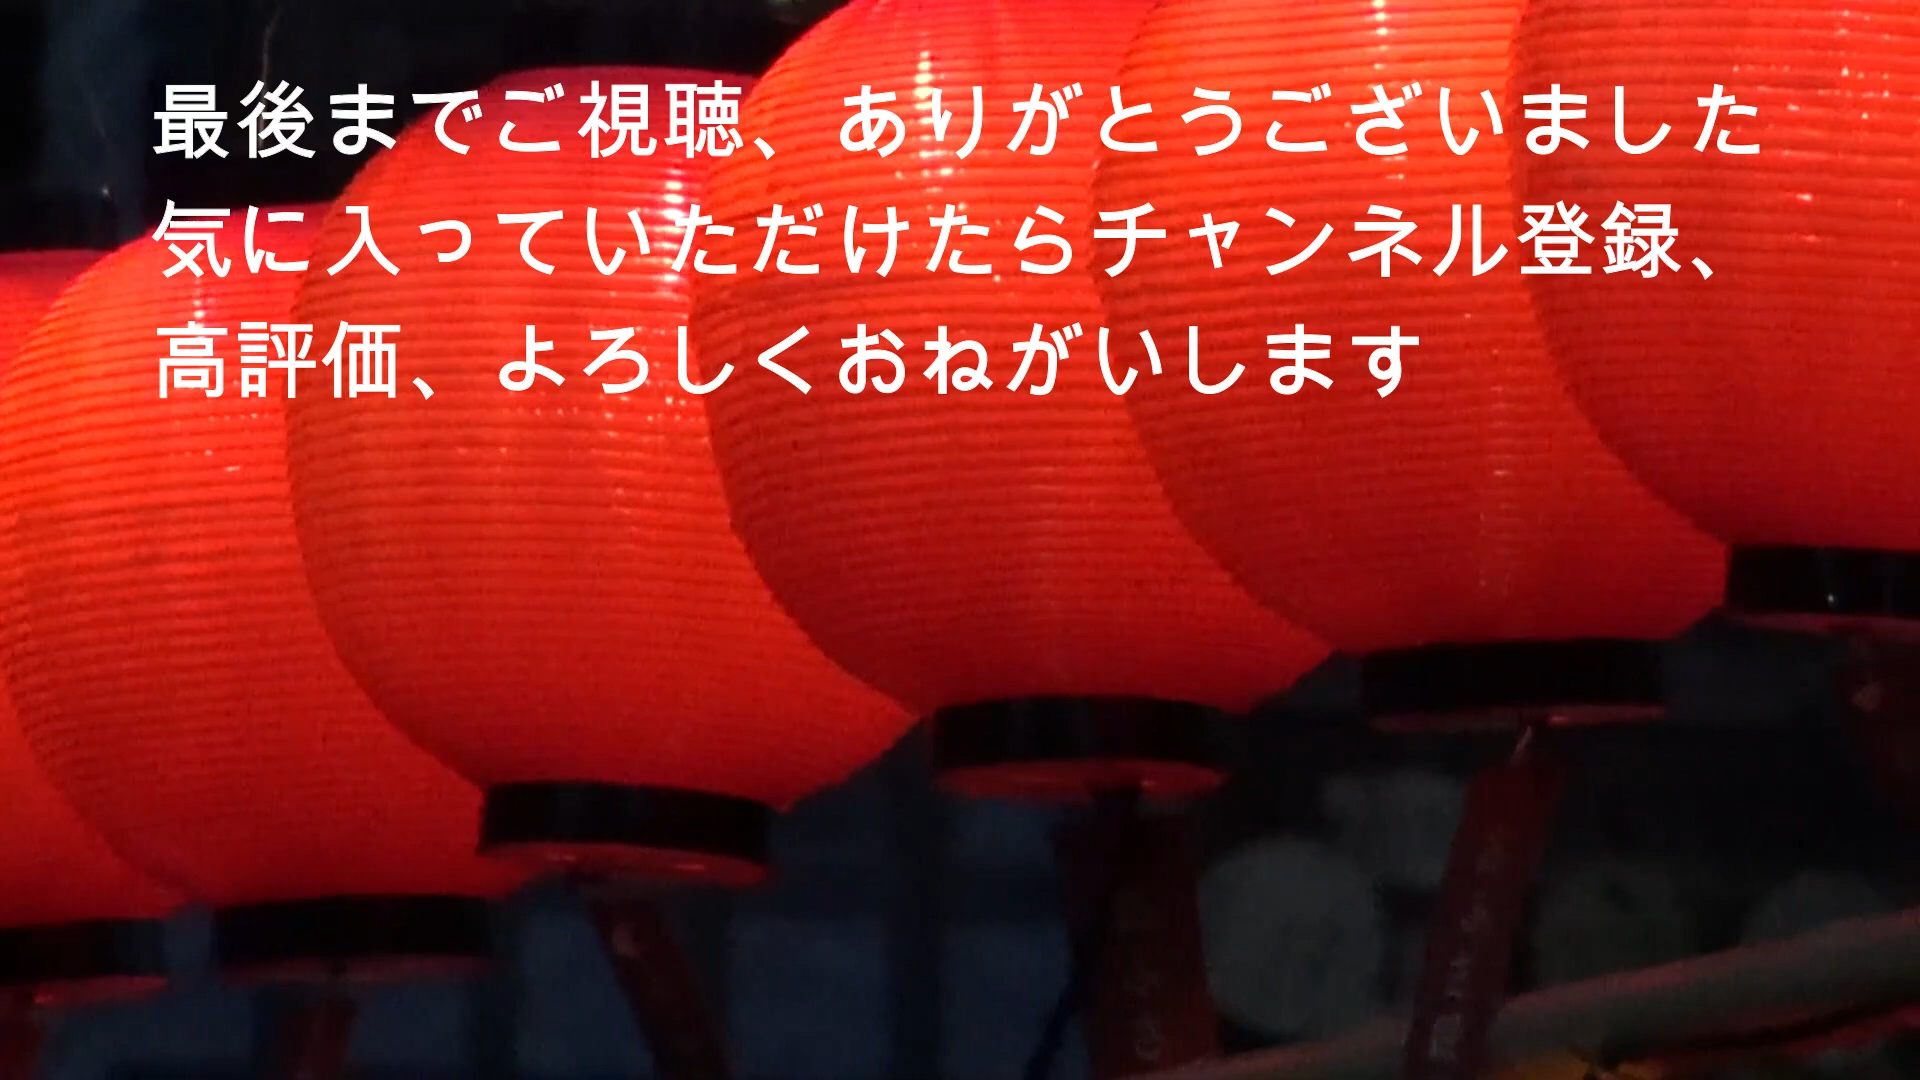 最後までご視聴、ありがとうございました
気に入っていただけたらチャンネル登録、
高評価、よろしくおねがいします